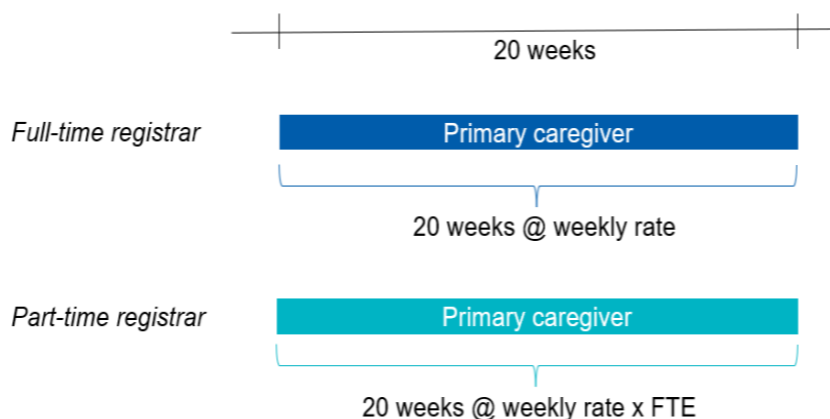 20 weeks
Full-time registrar
Primary caregiver
20 weeks @ weekly rate
Part-time registrar
Primary caregiver
20 weeks @ weekly rate x FTE